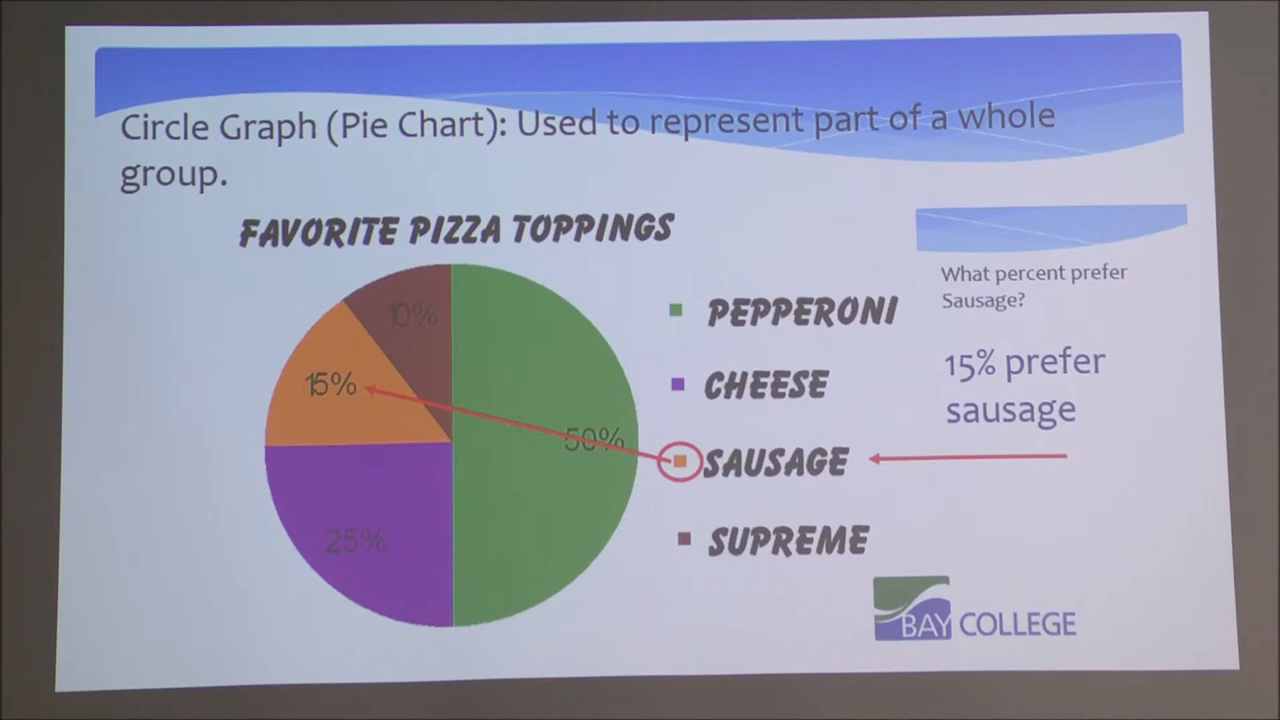 Circle Graph (Pie Chart): Used to represent part of a whole
group.
FAVORITE PIZZA TOPPINGS
What percent prefer
Sausage?
10%
15%
50%
25%
PEPPERONI
CHEESE
SAUSAGE
SUPREME
15% prefer
sausage
BAY COLLEGE